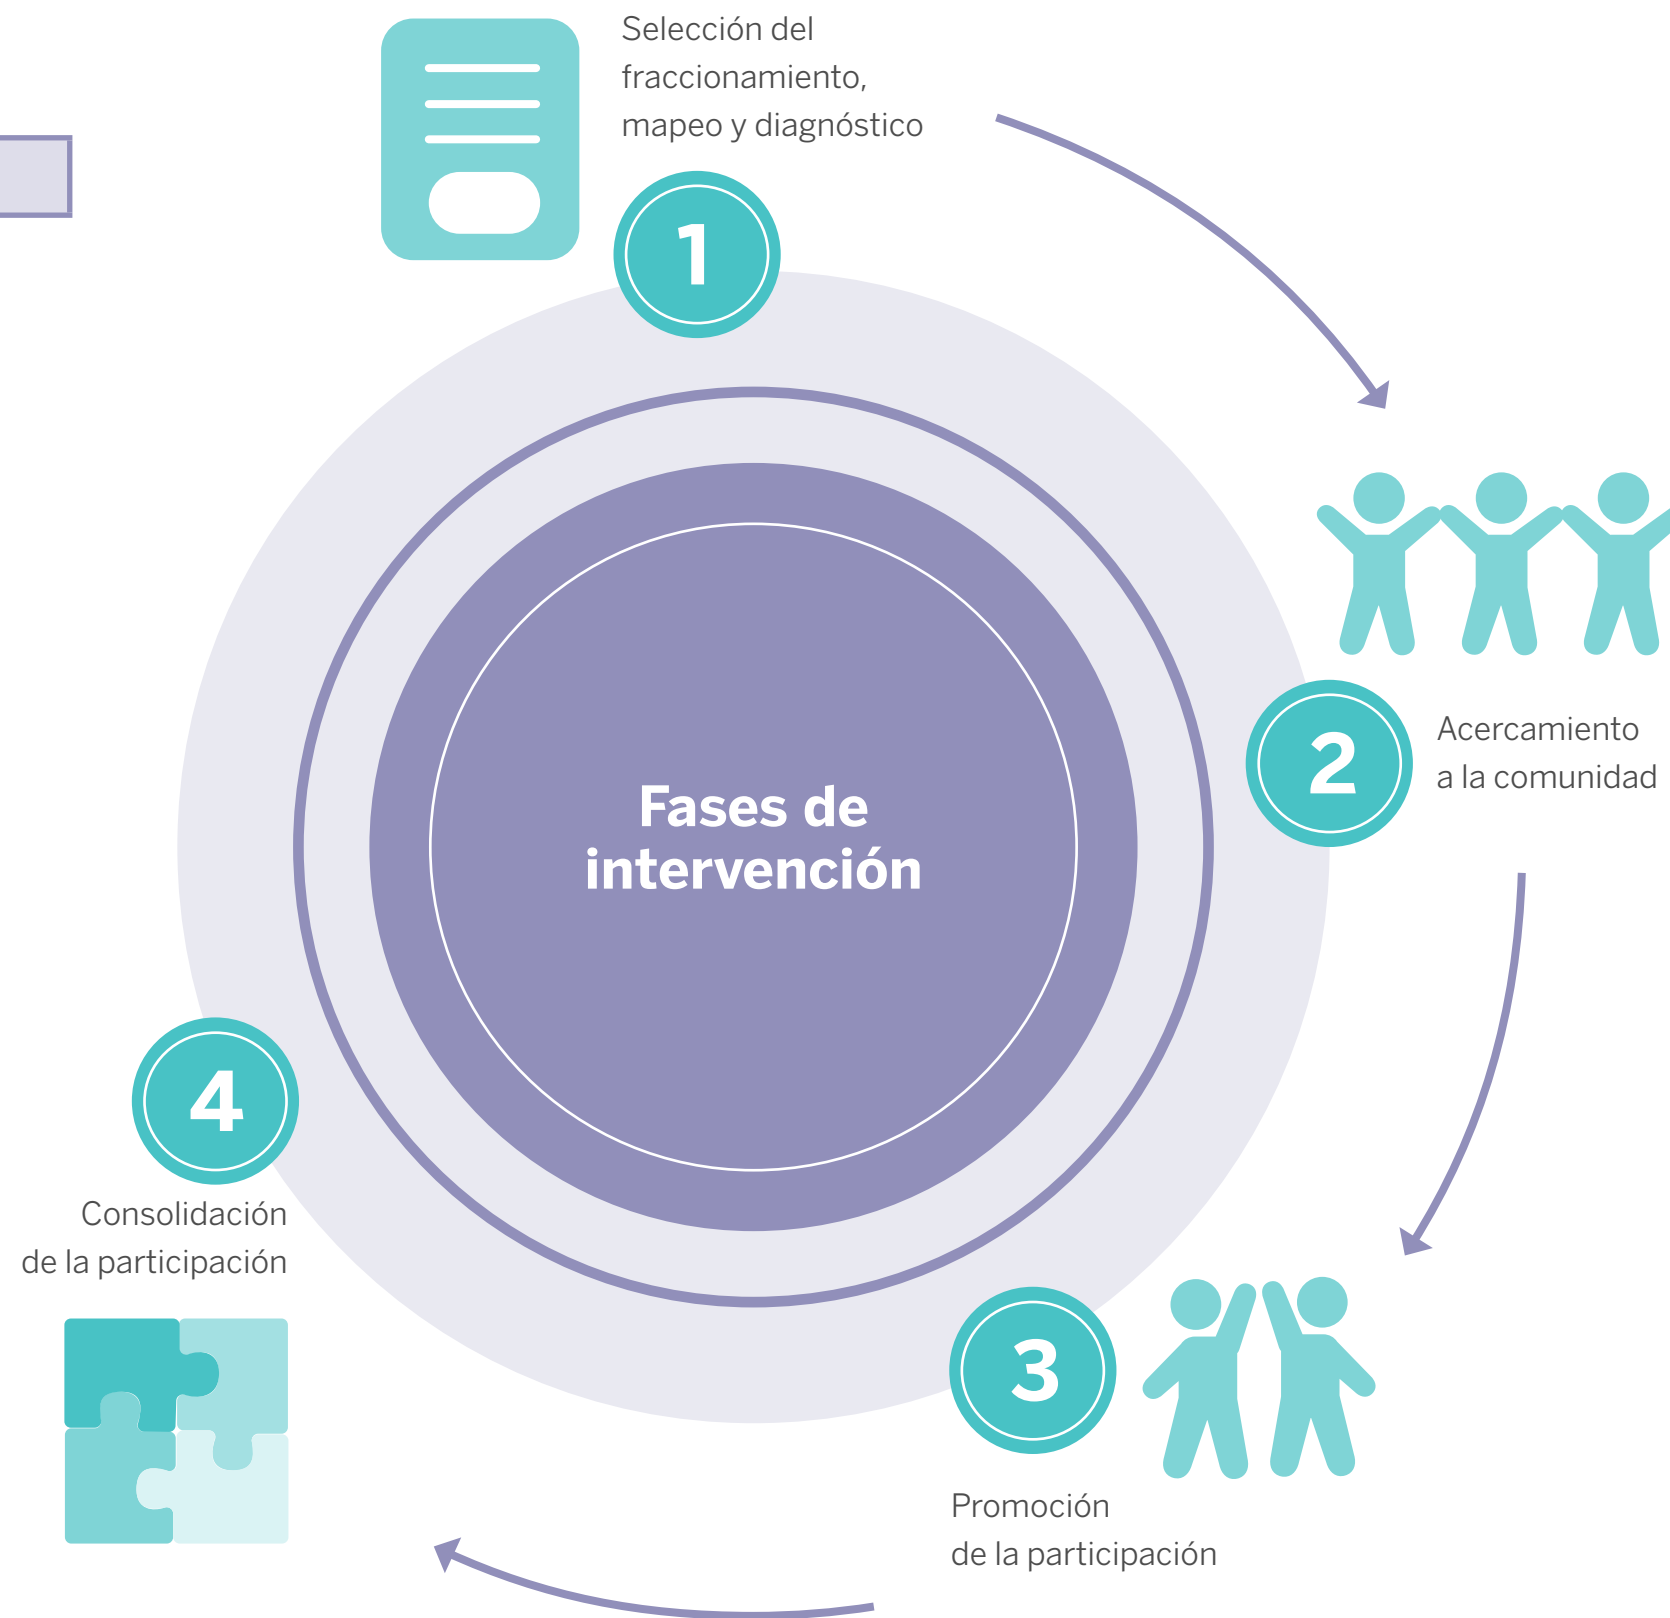 Selección del
fraccionamiento,
mapeo y diagnóstico
1
2
Acercamiento
a la comunidad
Fases de
intervención
4
Consolidación
de la participación
3
Promoción
de la participación